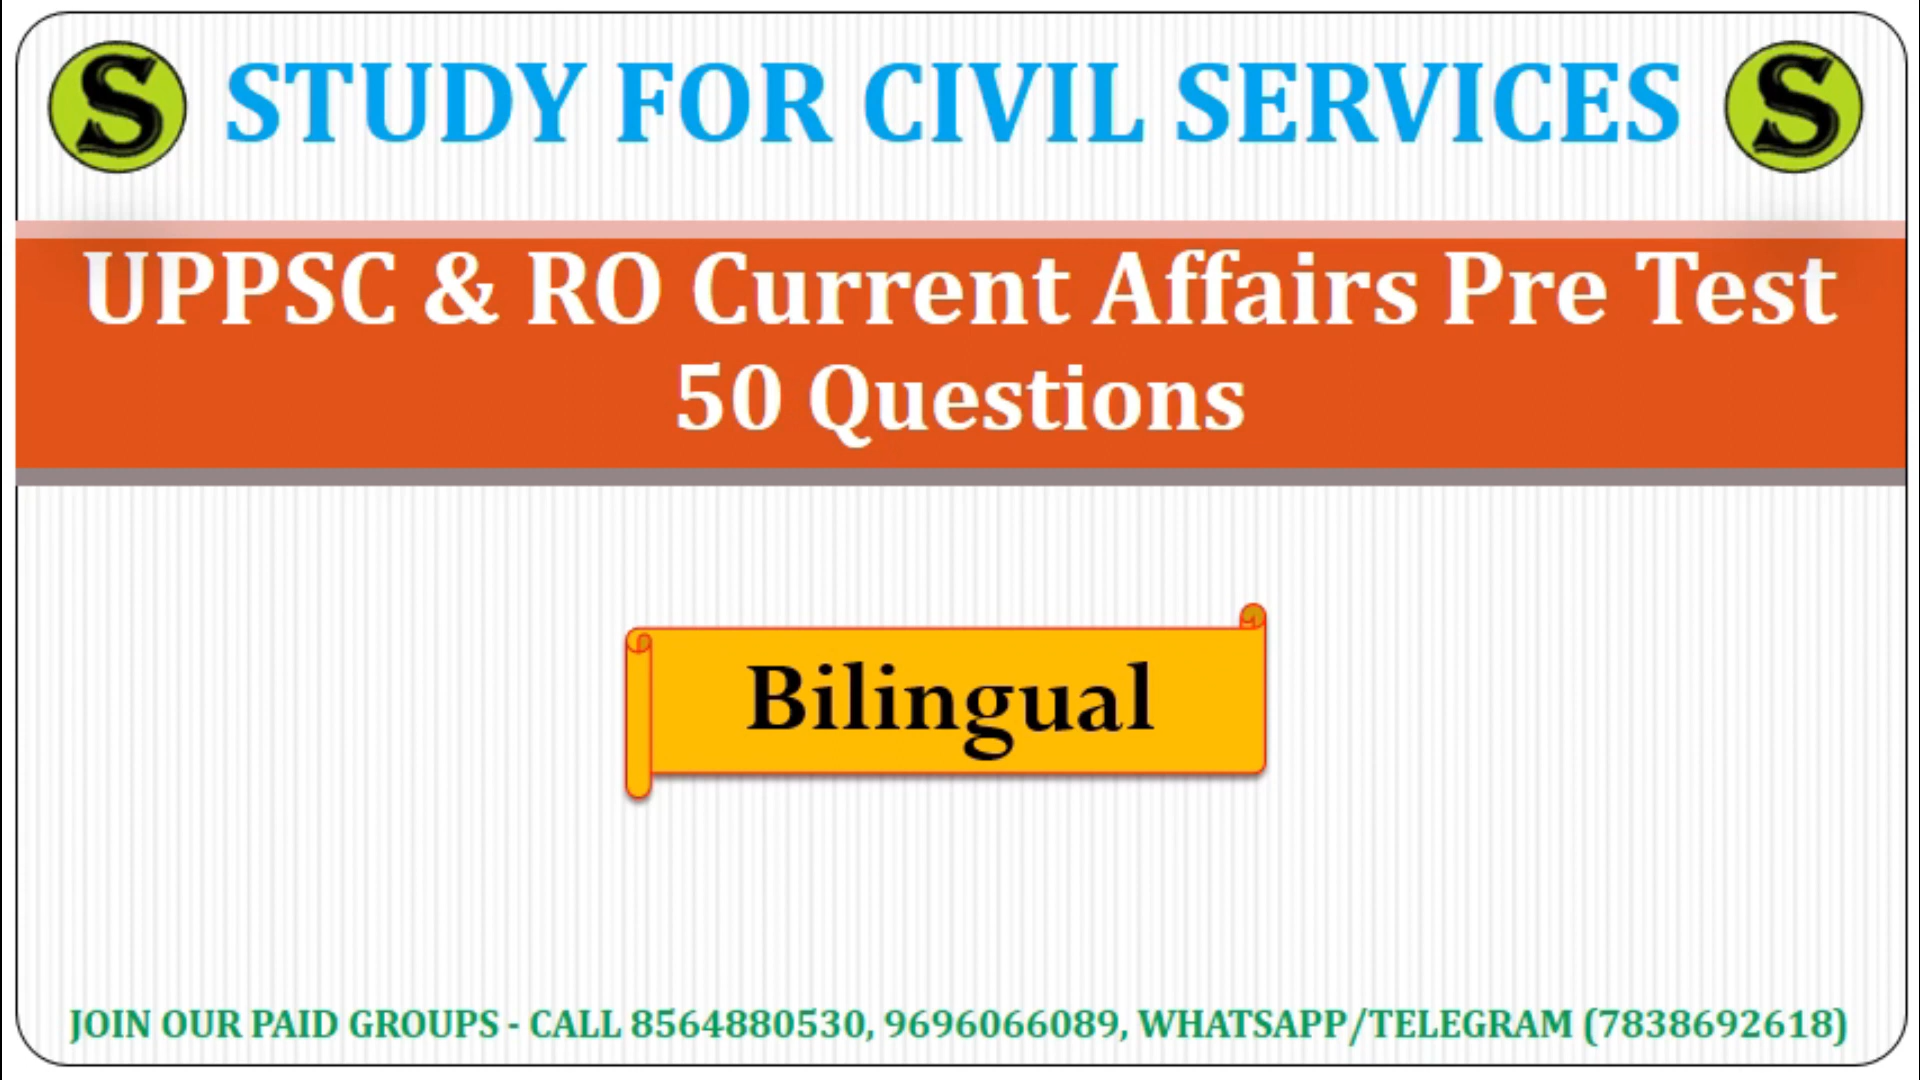 S STUDY FOR CIVIL SERVICES S
UPPSC & RO Current Affairs Pre Test
50 Questions
Bilingual
JOIN OUR PAID GROUPS - CALL 8564880530, 9696066089, WHATSAPP/TELEGRAM (7838692618)